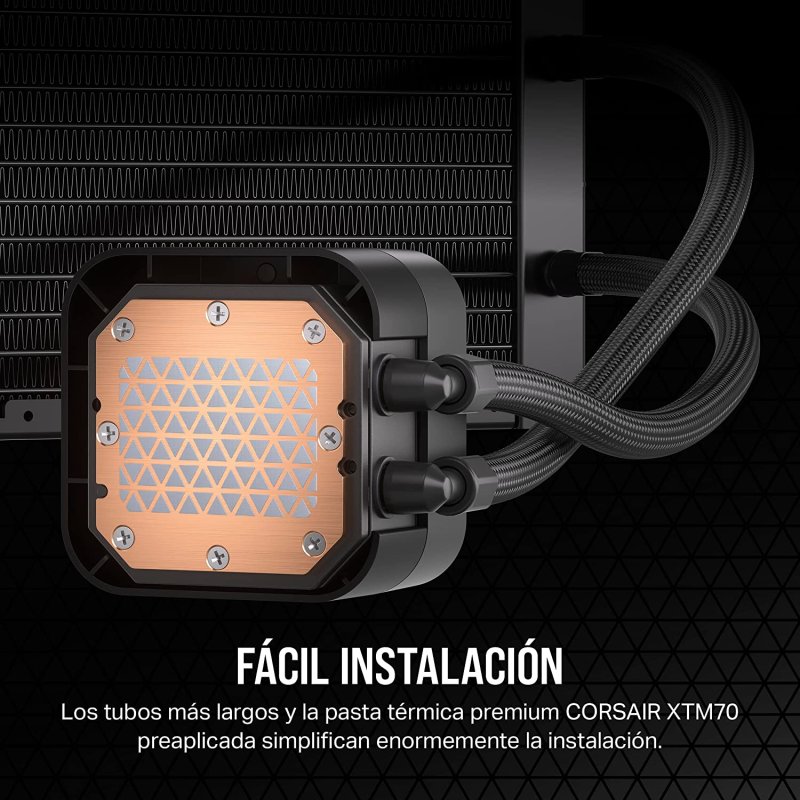 FÁCIL INSTALACIÓN
Los tubos más largos y la pasta térmica premium CORSAIR XTM70
preaplicada simplifican enormemente la instalación.